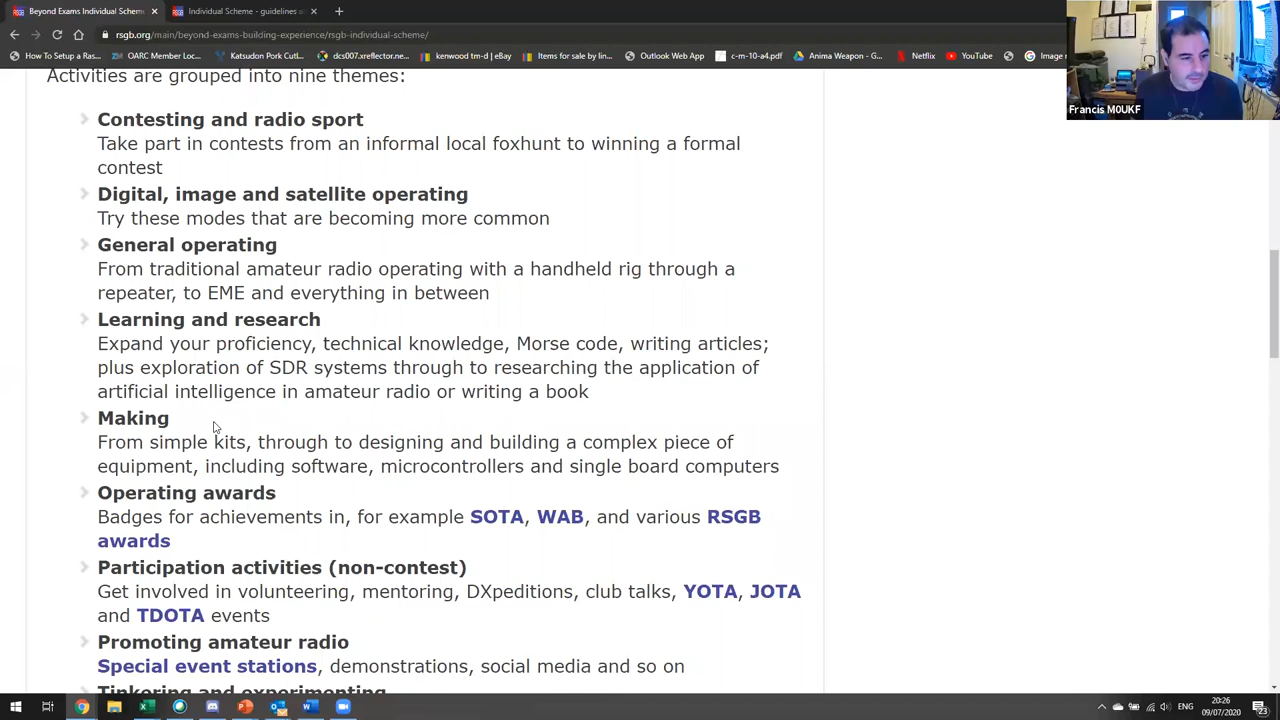 Beyond Exams Individual Scheme -
Individual Scheme - guidelines a
rsgb.org/main/beyond-exams-building-experience/rsgb-individual-scheme/
How To Setup a Ras...
OARC Member Loc...
Katsudon Pork Cutl...
dcs007.xreflector.ne...
kenwood tm-d | eBay
Items for sale by lin...
Outlook Web App
c-m-10-a4.pdf
Anima Weapon - G...
Netflix
YouTube
Image
Francis M0UKF
Activities are grouped into nine themes:
Contesting and radio sport
Take part in contests from an informal local foxhunt to winning a formal
contest
Digital, image and satellite operating
Try these modes that are becoming more common
General operating
From traditional amateur radio operating with a handheld rig through a
repeater, to EME and everything in between
Learning and research
Expand your proficiency, technical knowledge, Morse code, writing articles;
plus exploration of SDR systems through to researching the application of
artificial intelligence in amateur radio or writing a book
Making
From simple kits, through to designing and building a complex piece of
equipment, including software, microcontrollers and single board computers
Operating awards
Badges for achievements in, for example SOTA, WAB, and various RSGB
awards
Participation activities (non-contest)
Get involved in volunteering, mentoring, DXpeditions, club talks, YOTA, JOTA
and TDOTA events
Promoting amateur radio
Special event stations, demonstrations, social media and so on
Tinkering and experimenting
ENG
20:26
09/07/2020
23